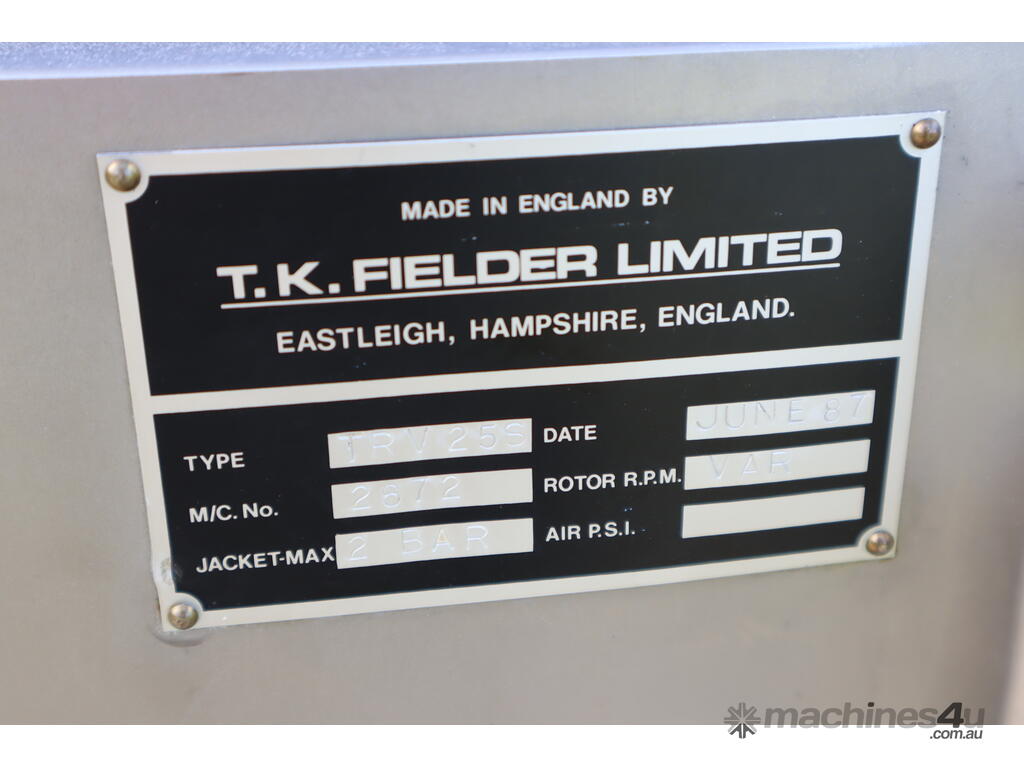 MADE IN ENGLAND BY
T.K. FIELDER LIMITED
EASTLEIGH, HAMPSHIRE, ENGLAND.
TYPE TRV 25S DATE JUNE 87
M/C. No. 2672 ROTOR R.P.M. VAR
JACKET-MAX 2 BAR AIR P.S.I.
machines4u
.com.au